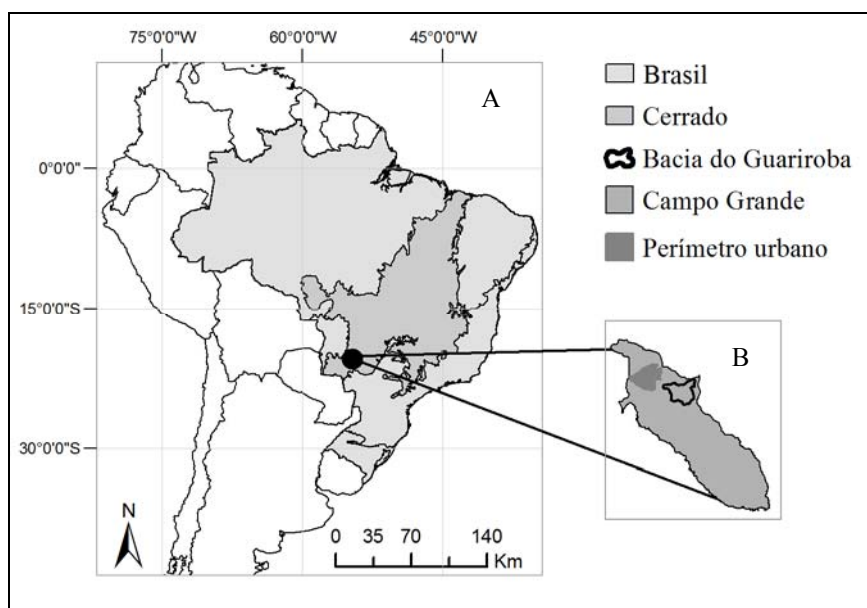 75°0'0"W 60°0'0"W 45°0'0"W
A
Brasil
Cerrado
Bacia do Guariroba
Campo Grande
Perímetro urbano
0°0'0"
15°0'0"S
30°0'0"S
B
N
0 35 70 140
Km